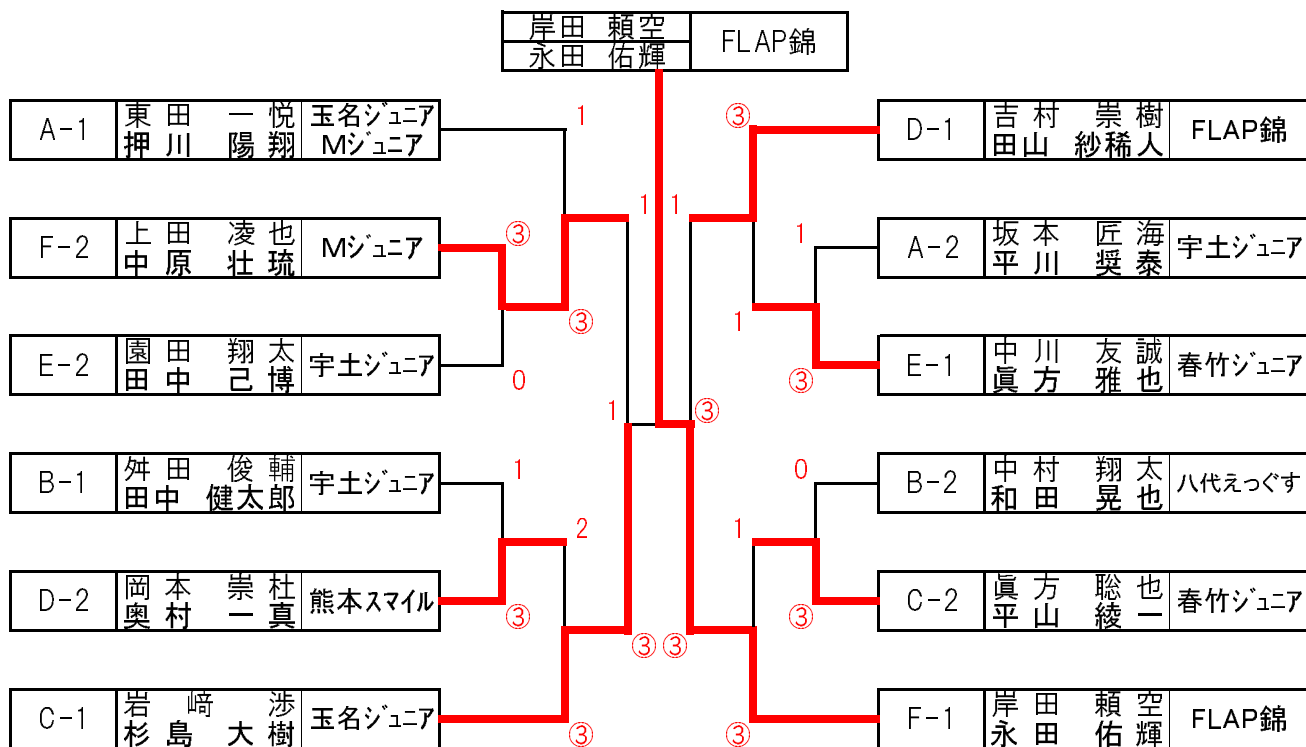 岸田 頼空 FLAP錦
永田 佑輝
A-1 東田 一悦 玉名ジュニア
押川 陽翔 Mジュニア
1
③
D-1 吉村 崇樹 FLAP錦
田山 紗稀人
F-2 上田 凌也 Mジュニア
中原 壮琉
③
1
1
1
A-2 坂本 匠海 宇土ジュニア
平川 奨泰
③
1
E-2 園田 翔太 宇土ジュニア
田中 己博
0
③
E-1 中川 友誠 春竹ジュニア
眞方 雅也
1
③
B-1 舛田 俊輔 宇土ジュニア
田中 健太郎
1
0
B-2 中村 翔太 八代えっぐす
和田 晃也
2
1
D-2 岡本 崇杜 熊本スマイル
奥村 一真
③
③
C-2 眞方 聡也 春竹ジュニア
平山 綾一
③
③
C-1 岩﨑 渉 玉名ジュニア
杉島 大樹
③
③
F-1 岸田 頼空 FLAP錦
永田 佑輝